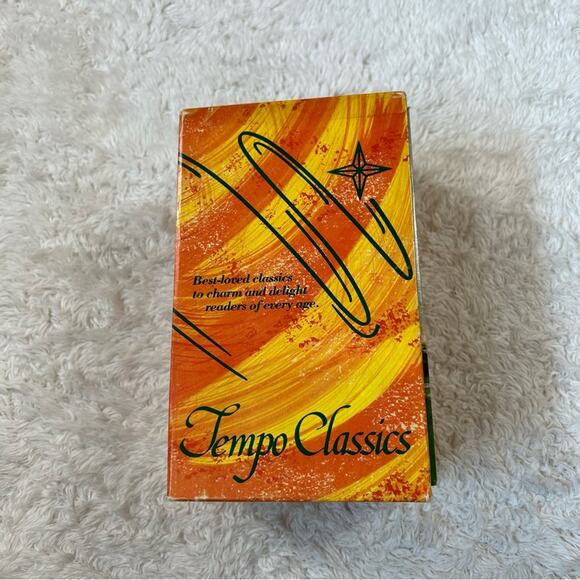 Best-loved classics
to charm and delight
readers of every age.
Tempo Classics